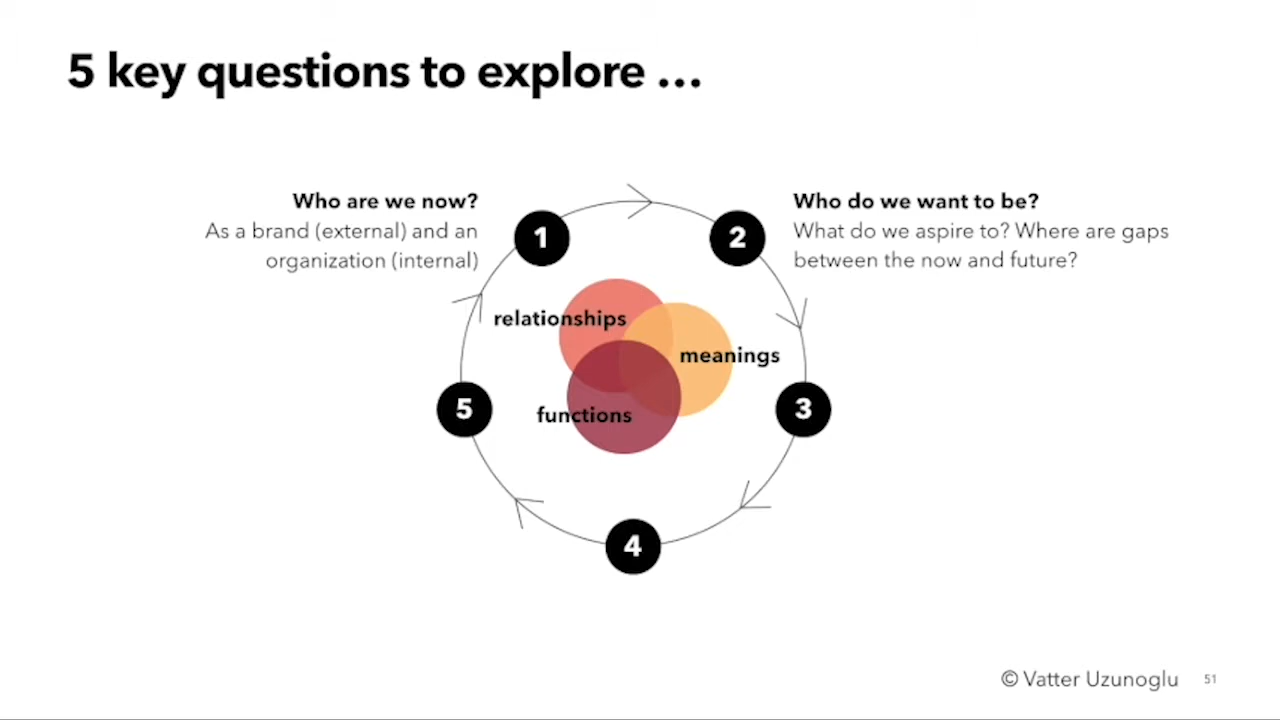 5 key questions to explore …
Who are we now?
As a brand (external) and an
organization (internal)
1
2
Who do we want to be?
What do we aspire to? Where are gaps
between the now and future?
relationships
meanings
functions
5
3
4
© Vatter Uzunoglu
51